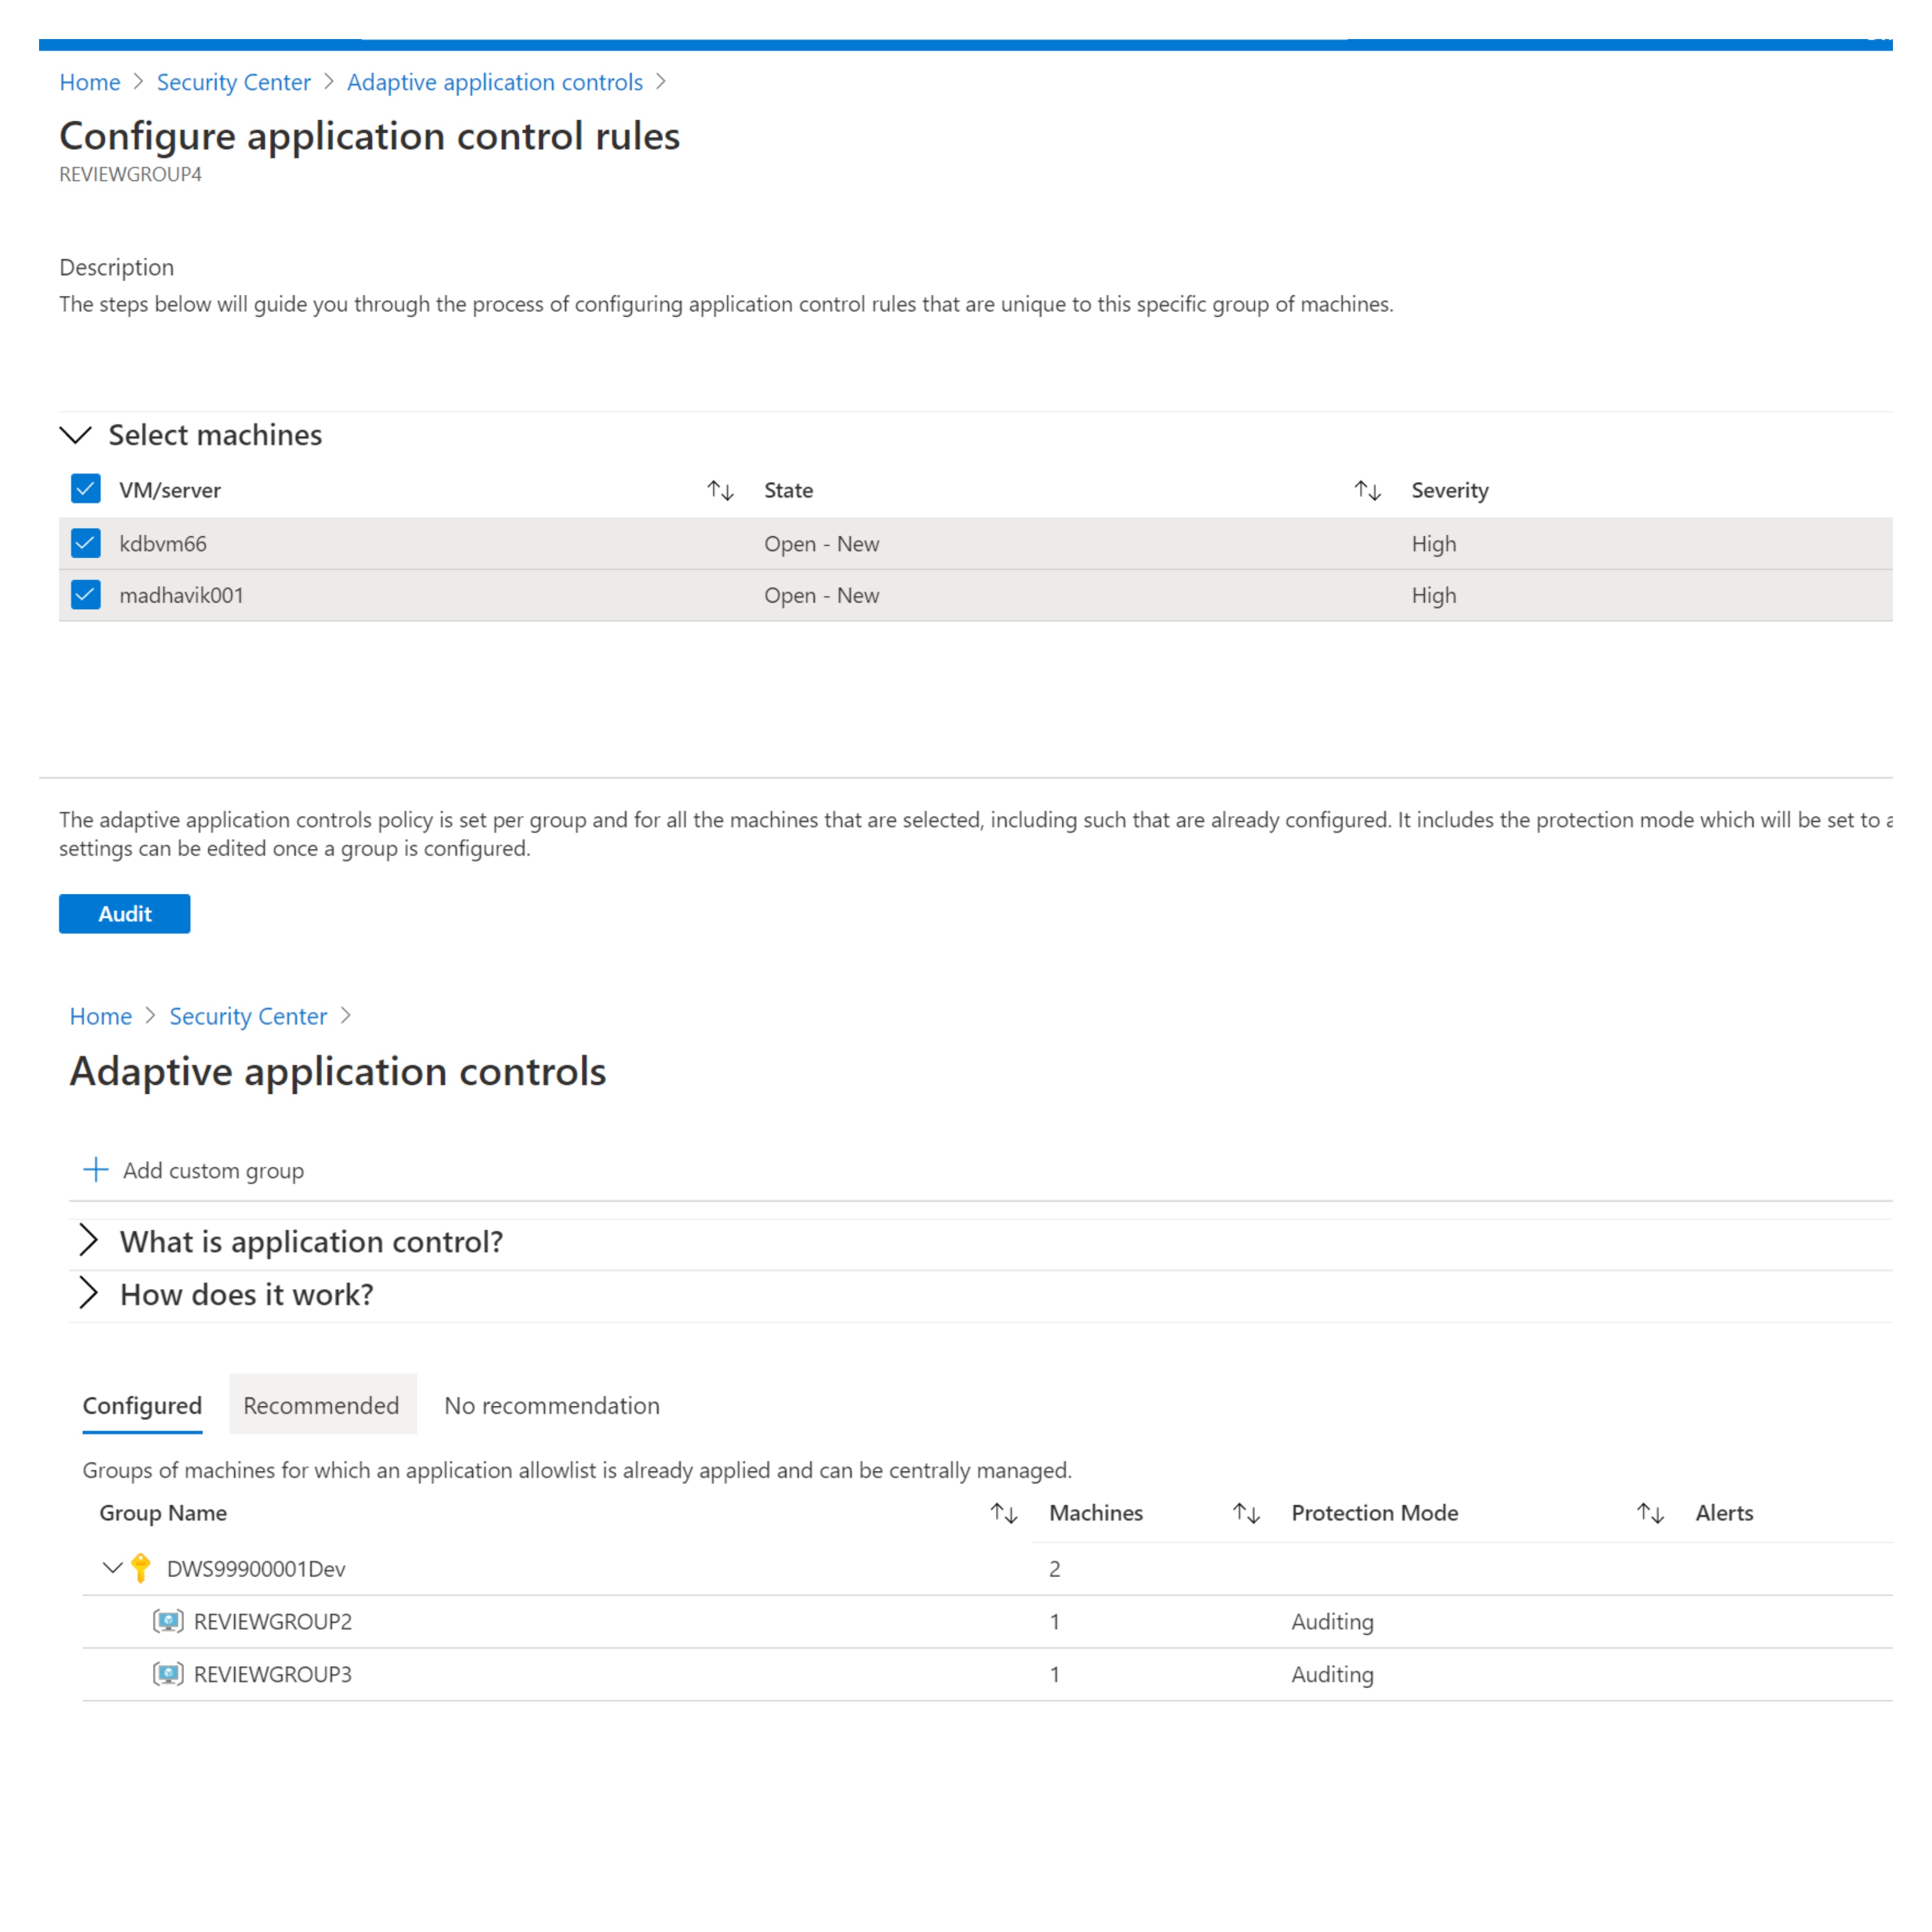 Home > Security Center > Adaptive application controls >
Configure application control rules
REVIEWGROUP4
Description
The steps below will guide you through the process of configuring application control rules that are unique to this specific group of machines.
Select machines
VM/server State Severity
kdbvm66 Open - New High
madhavik001 Open - New High
The adaptive application controls policy is set per group and for all the machines that are selected, including such that are already configured. It includes the protection mode which will be set to
settings can be edited once a group is configured.
Audit
Home > Security Center >
Adaptive application controls
Add custom group
What is application control?
How does it work?
Configured Recommended No recommendation
Groups of machines for which an application allowlist is already applied and can be centrally managed.
Group Name Machines Protection Mode Alerts
DWS99900001Dev 2
REVIEWGROUP2 1 Auditing
REVIEWGROUP3 1 Auditing